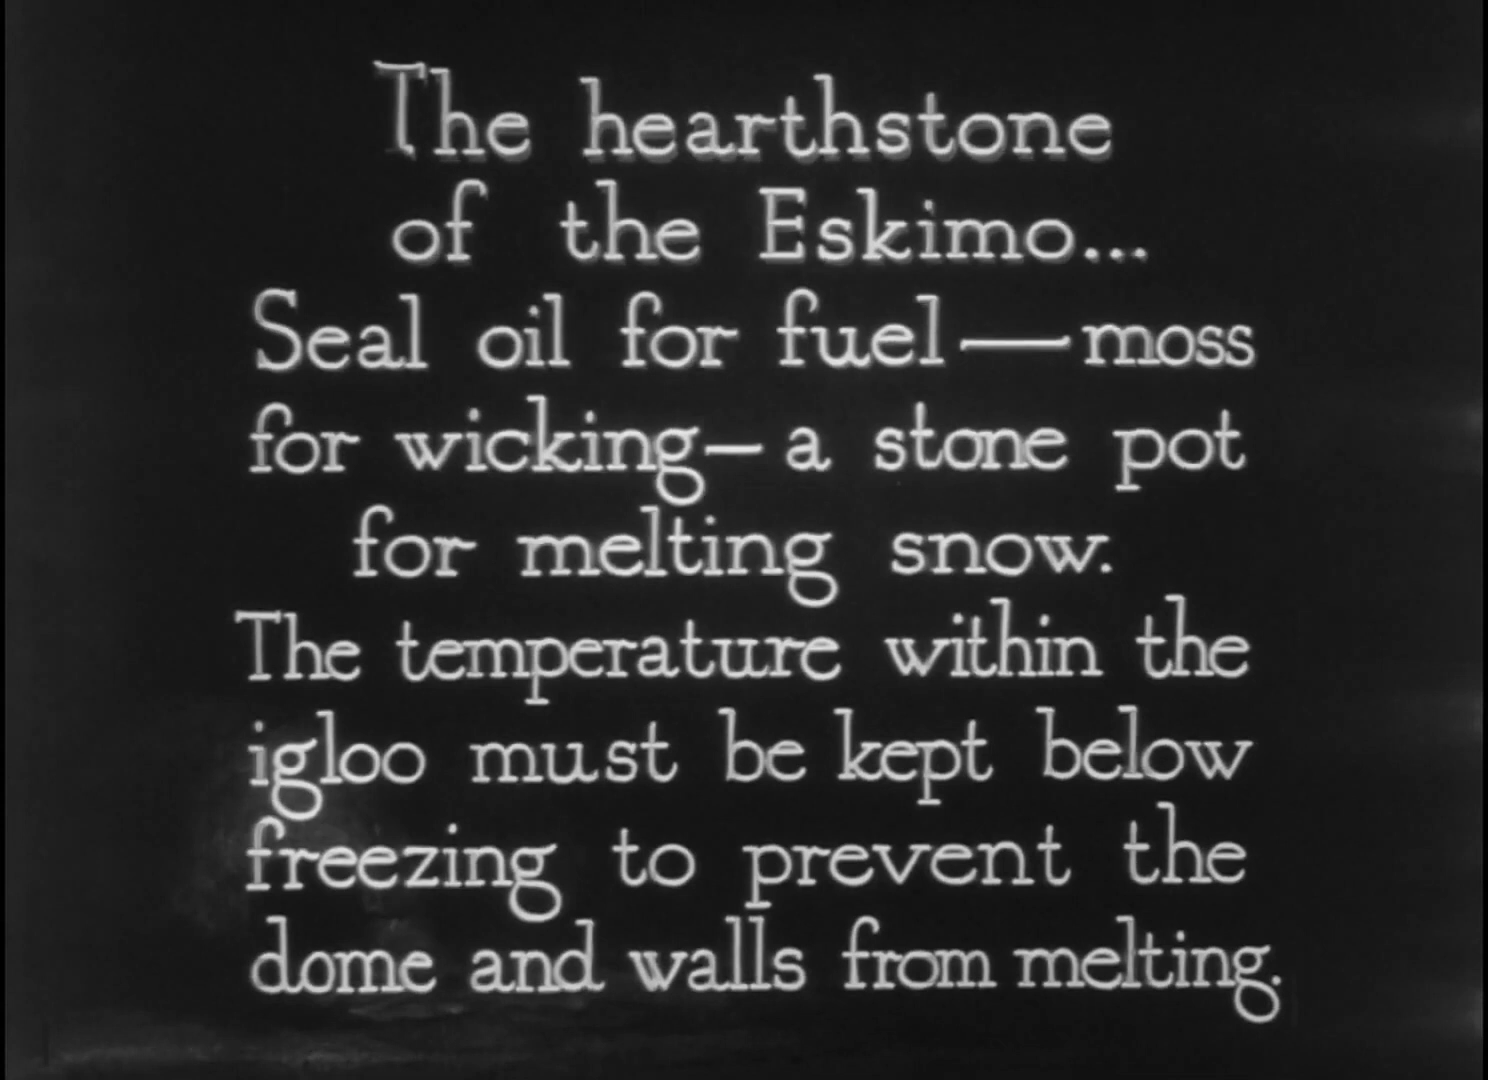 The hearthstone
of the Eskimo...
Seal oil for fuel — moss
for wicking — a stone pot
for melting snow.
The temperature within the
igloo must be kept below
freezing to prevent the
dome and walls from melting.